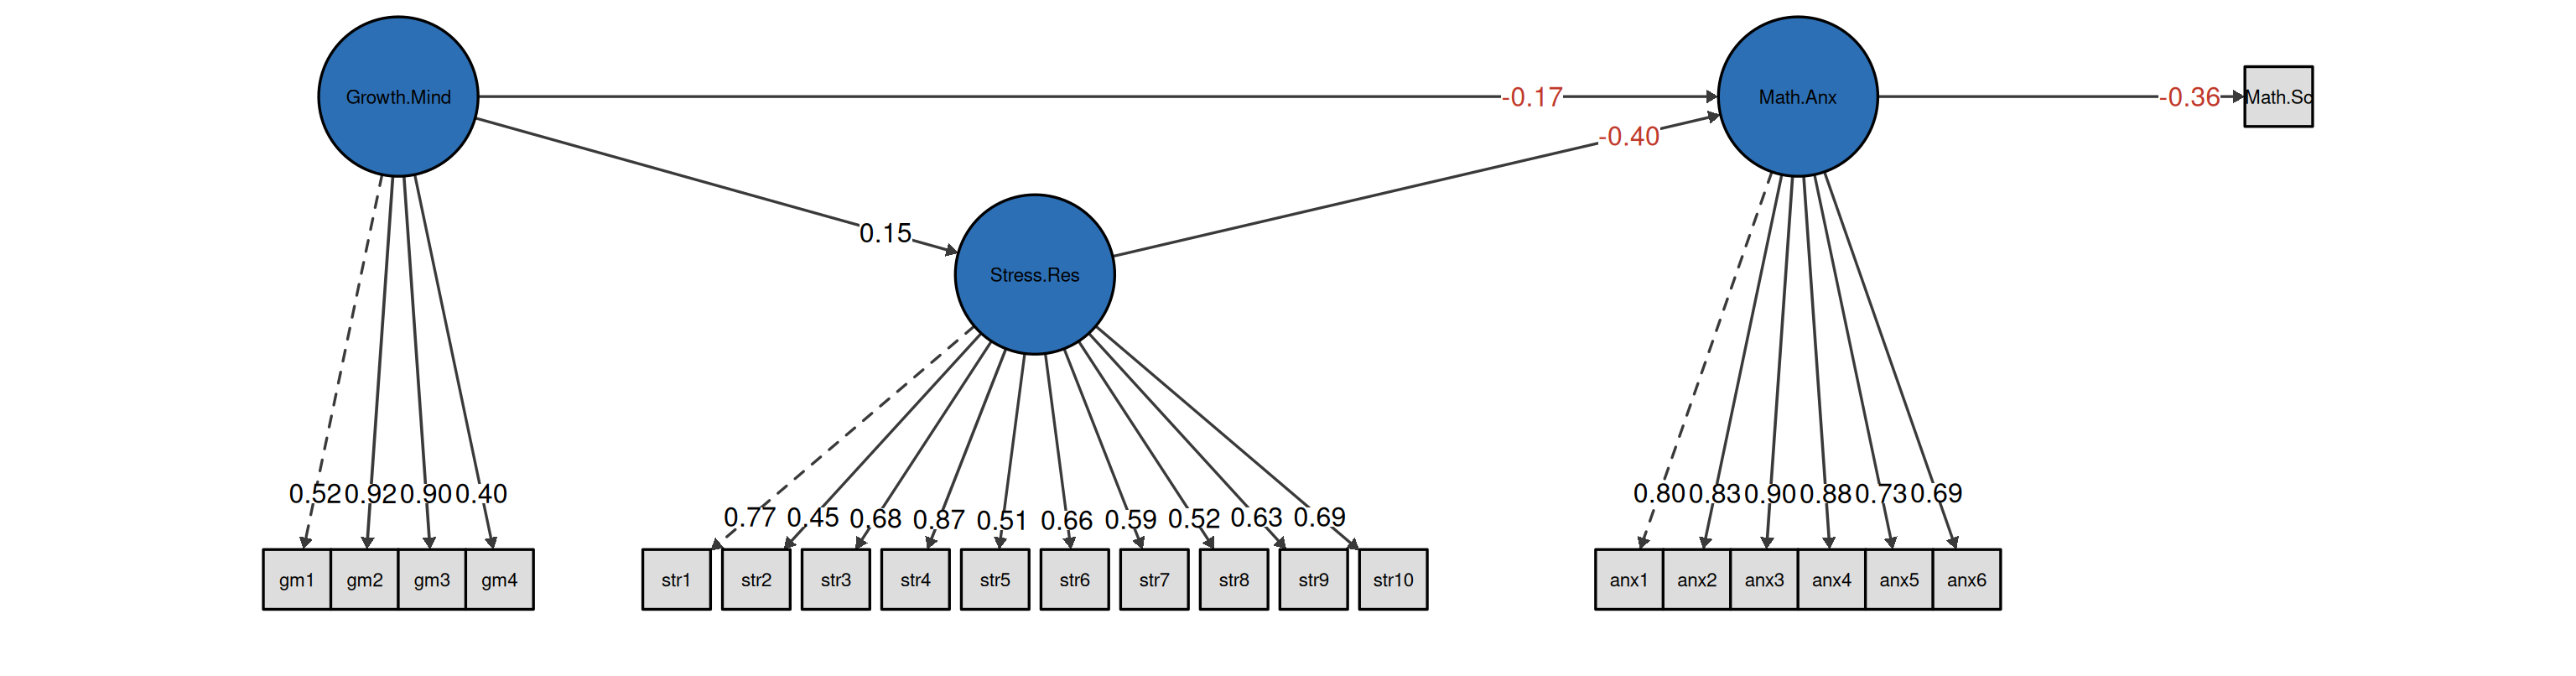 Growth.Mind
-0.17
Math.Anx
-0.36
Math.Sc
-0.40
0.15
Stress.Res
0.52 0.92 0.90 0.40
0.77 0.45 0.68 0.87 0.51 0.66 0.59 0.52 0.63 0.69
0.80 0.83 0.90 0.88 0.73 0.69
gm1 gm2 gm3 gm4
str1 str2 str3 str4 str5 str6 str7 str8 str9 str10
anx1 anx2 anx3 anx4 anx5 anx6